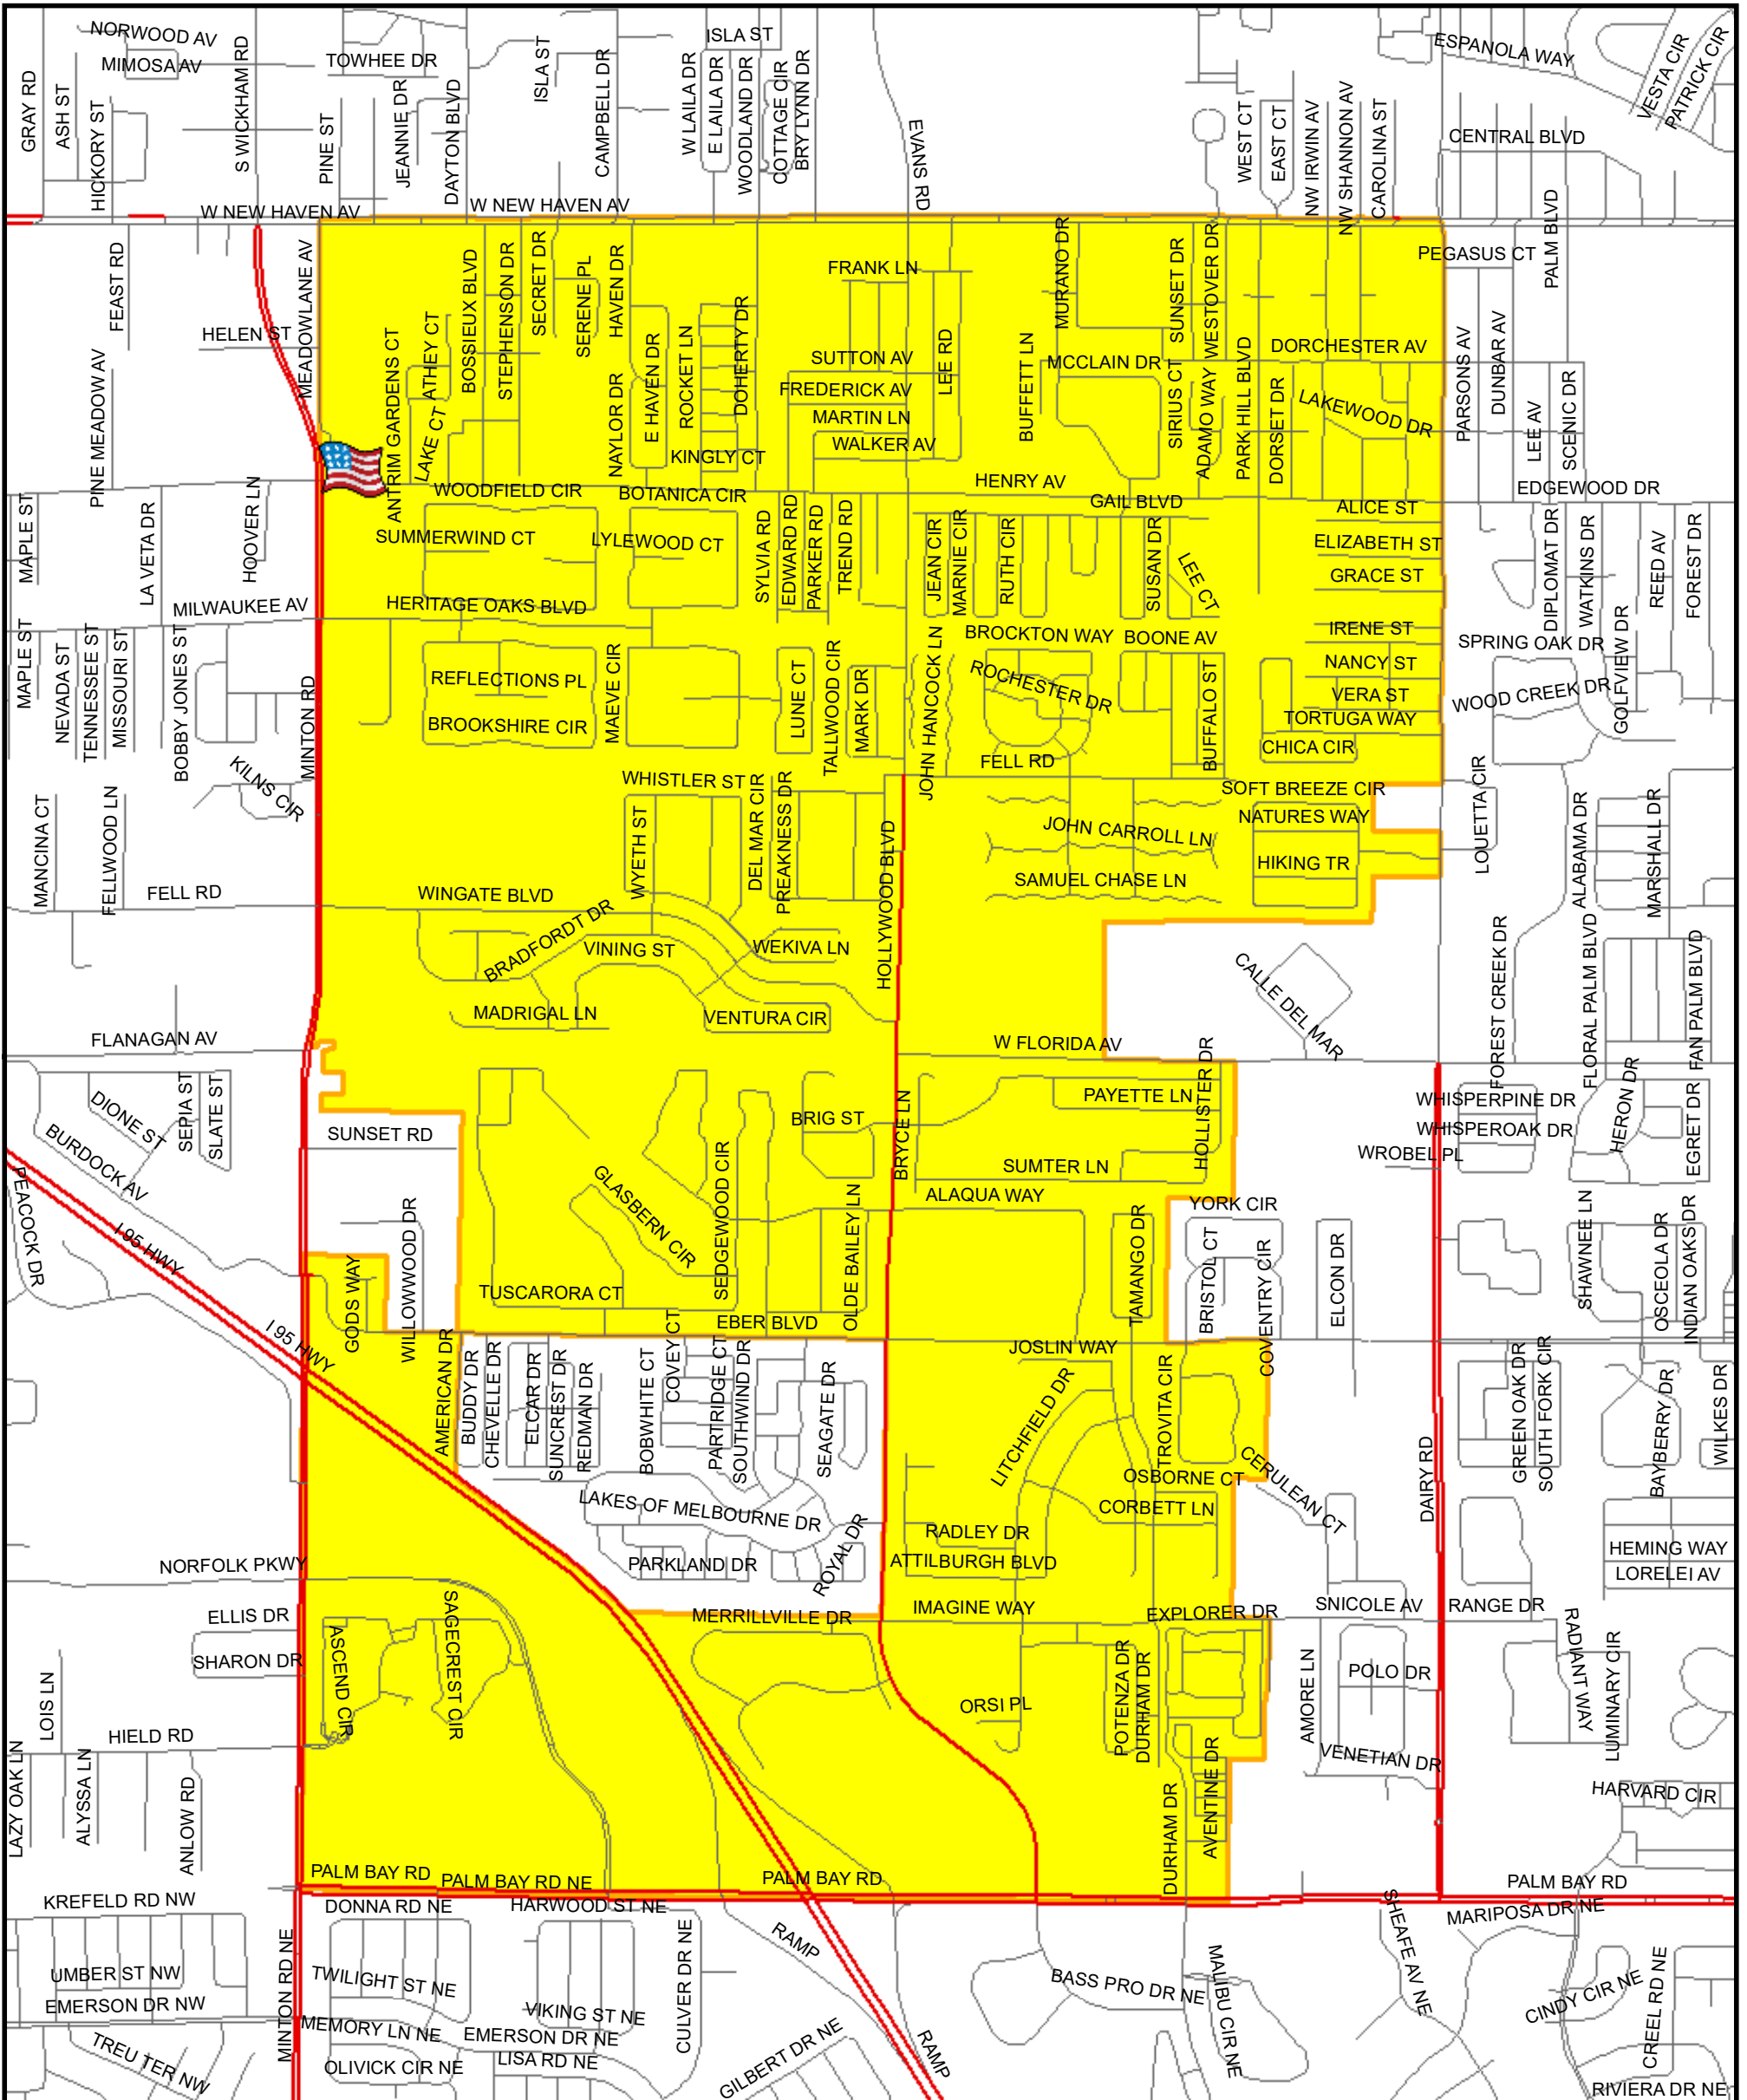 NORWOOD AV
MIMOSA AV
S WICKHAM RD
TOWHEE DR
ISLA ST
ISLA ST
ESPANOLA WAY
VESTA CIR
PATRICK CIR
GRAY RD
ASH ST
HICKORY ST
PINE ST
JEANNIE DR
DAYTON BLVD
CAMPBELL DR
W LAILA DR
E LAILA DR
WOODLAND DR
COTTAGE CIR
BRY LYNN DR
EVANS RD
WEST CT
EAST CT
NW IRWIN AV
NW SHANNON AV
CAROLINA ST
CENTRAL BLVD
W NEW HAVEN AV
W NEW HAVEN AV
PALM BLVD
PEGASUS CT
FEAST RD
HELEN ST
MEADOWLANE AV
PINE MEADOW AV
ANTRIM GARDENS CT
LAKE CT
ATHEY CT
BOSSIEUX BLVD
STEPHENSON DR
SECRET DR
SERENE PL
HAVEN DR
NAYLOR DR
E HAVEN DR
ROCKET LN
DOHERTY DR
KINGLY CT
FRANK LN
SUTTON AV
FREDERICK AV
MARTIN LN
WALKER AV
LEE RD
BUFFETT LN
MURANO DR
MCCLAIN DR
SUNSET DR
WESTOVER DR
SIRIUS CT
ADAMO WAY
PARK HILL BLVD
DORSET DR
DORCHESTER AV
LAKEWOOD DR
PARSONS AV
DUNBAR AV
LEE AV
SCENIC DR
HENRY AV
GAIL BLVD
EDGEWOOD DR
WOODFIELD CIR
BOTANICA CIR
SUMMERWIND CT
LYLEWOOD CT
MAPLE ST
LA VETA DR
HOOVER LN
MILWAUKEE AV
HERITAGE OAKS BLVD
SYLVIA RD
EDWARD RD
PARKER RD
TREND RD
JEAN CIR
MARNIE CIR
RUTH CIR
SUSAN DR
LEE CT
ALICE ST
ELIZABETH ST
GRACE ST
IRENE ST
NANCY ST
VERA ST
TORTUGA WAY
CHICA CIR
DIPLOMAT DR
WATKINS DR
REED AV
FOREST DR
SPRING OAK DR
WOOD CREEK DR
GOLFVIEW DR
MAPLE ST
NEVADA ST
TENNESSEE ST
MISSOURI ST
BOBBY JONES ST
MINTON RD
REFLECTIONS PL
BROOKSHIRE CIR
MAEVE CIR
LUNE CT
TALLWOOD CIR
MARK DR
JOHN HANCOCK LN
BROCKTON WAY
BOONE AV
ROCHESTER DR
BUFFALO ST
FELL RD
KILNS CIR
MANCINA CT
FELLWOOD LN
FELL RD
WHISTLER ST
WYETH ST
DEL MAR CIR
PREAKNESS DR
HOLLYWOOD BLVD
JOHN CARROLL LN
SAMUEL CHASE LN
SOFT BREEZE CIR
NATURES WAY
HIKING TR
LOUETTA CIR
ALABAMA DR
MARSHALL DR
WINGATE BLVD
BRADFORDT DR
VINING ST
WEKIVA LN
MADRIGAL LN
VENTURA CIR
CALLE DEL MAR
FOREST CREEK DR
FLORAL PALM BLVD
FAN PALM BLVD
FLANAGAN AV
W FLORIDA AV
DIONE ST
SEPIA ST
SLATE ST
BURDOCK AV
SUNSET RD
BRIG ST
BRYCE LN
PAYETTE LN
HOLLISTER DR
SUMTER LN
WHISPERPINE DR
WHISPEROAK DR
WROBEL PL
HERON DR
EGRET DR
PEACOCK DR
I 95 HWY
GLASBERN CIR
SEDGEWOOD CIR
OLDE BAILEY LN
ALAQUA WAY
TAMANGO DR
YORK CIR
BRISTOL CT
COVENTRY CIR
ELCON DR
SHAWNEE LN
OSCEOLA DR
INDIAN OAKS DR
GODS WAY
WILLOWWOOD DR
TUSCARORA CT
EBER BLVD
I 95 HWY
AMERICAN DR
BUDDY DR
CHEVELLE DR
ELCAR DR
SUNCREST DR
REDMAN DR
BOBWHITE CT
COVEY CT
PARTRIDGE CT
SOUTHWIND DR
SEAGATE DR
JOSLIN WAY
LITCHFIELD DR
TROVITA CIR
OSBORNE CT
CORBETT LN
CERULEAN CT
DAIRY RD
GREEN OAK DR
SOUTH FORK CIR
BAYBERRY DR
WILKES DR
LAKES OF MELBOURNE DR
PARKLAND DR
ROYAL DR
RADLEY DR
ATTILBURGH BLVD
HEMING WAY
LORELEI AV
NORFOLK PKWY
ELLIS DR
SHARON DR
MERRILLVILLE DR
IMAGINE WAY
EXPLORER DR
SNICOLE AV
RANGE DR
LOIS LN
ASCEND CIR
SAGECREST CIR
ORSI PL
POTENZA DR
DURHAM DR
AMORE LN
POLO DR
RADIANT WAY
LUMINARY CIR
HIELD RD
VENETIAN DR
LAZY OAK LN
ALYSSA LN
ANLOW RD
DURHAM DR
AVENTINE DR
HARVARD CIR
PALM BAY RD
PALM BAY RD NE
PALM BAY RD
PALM BAY RD
KREFELD RD NW
DONNA RD NE
HARWOOD ST NE
MARIPOSA DR NE
UMBER ST NW
EMERSON DR NW
TREU TER NW
MINTON RD NE
TWILIGHT ST NE
MEMORY LN NE
OLIVICK CIR NE
VIKING ST NE
EMERSON DR NE
LISA RD NE
CULVER DR NE
RAMP
GILBERT DR NE
RAMP
BASS PRO DR NE
MALIBU CIR NE
SHEAFE AV NE
CINDY CIR NE
CREEL RD NE
RIVIERA DR NE